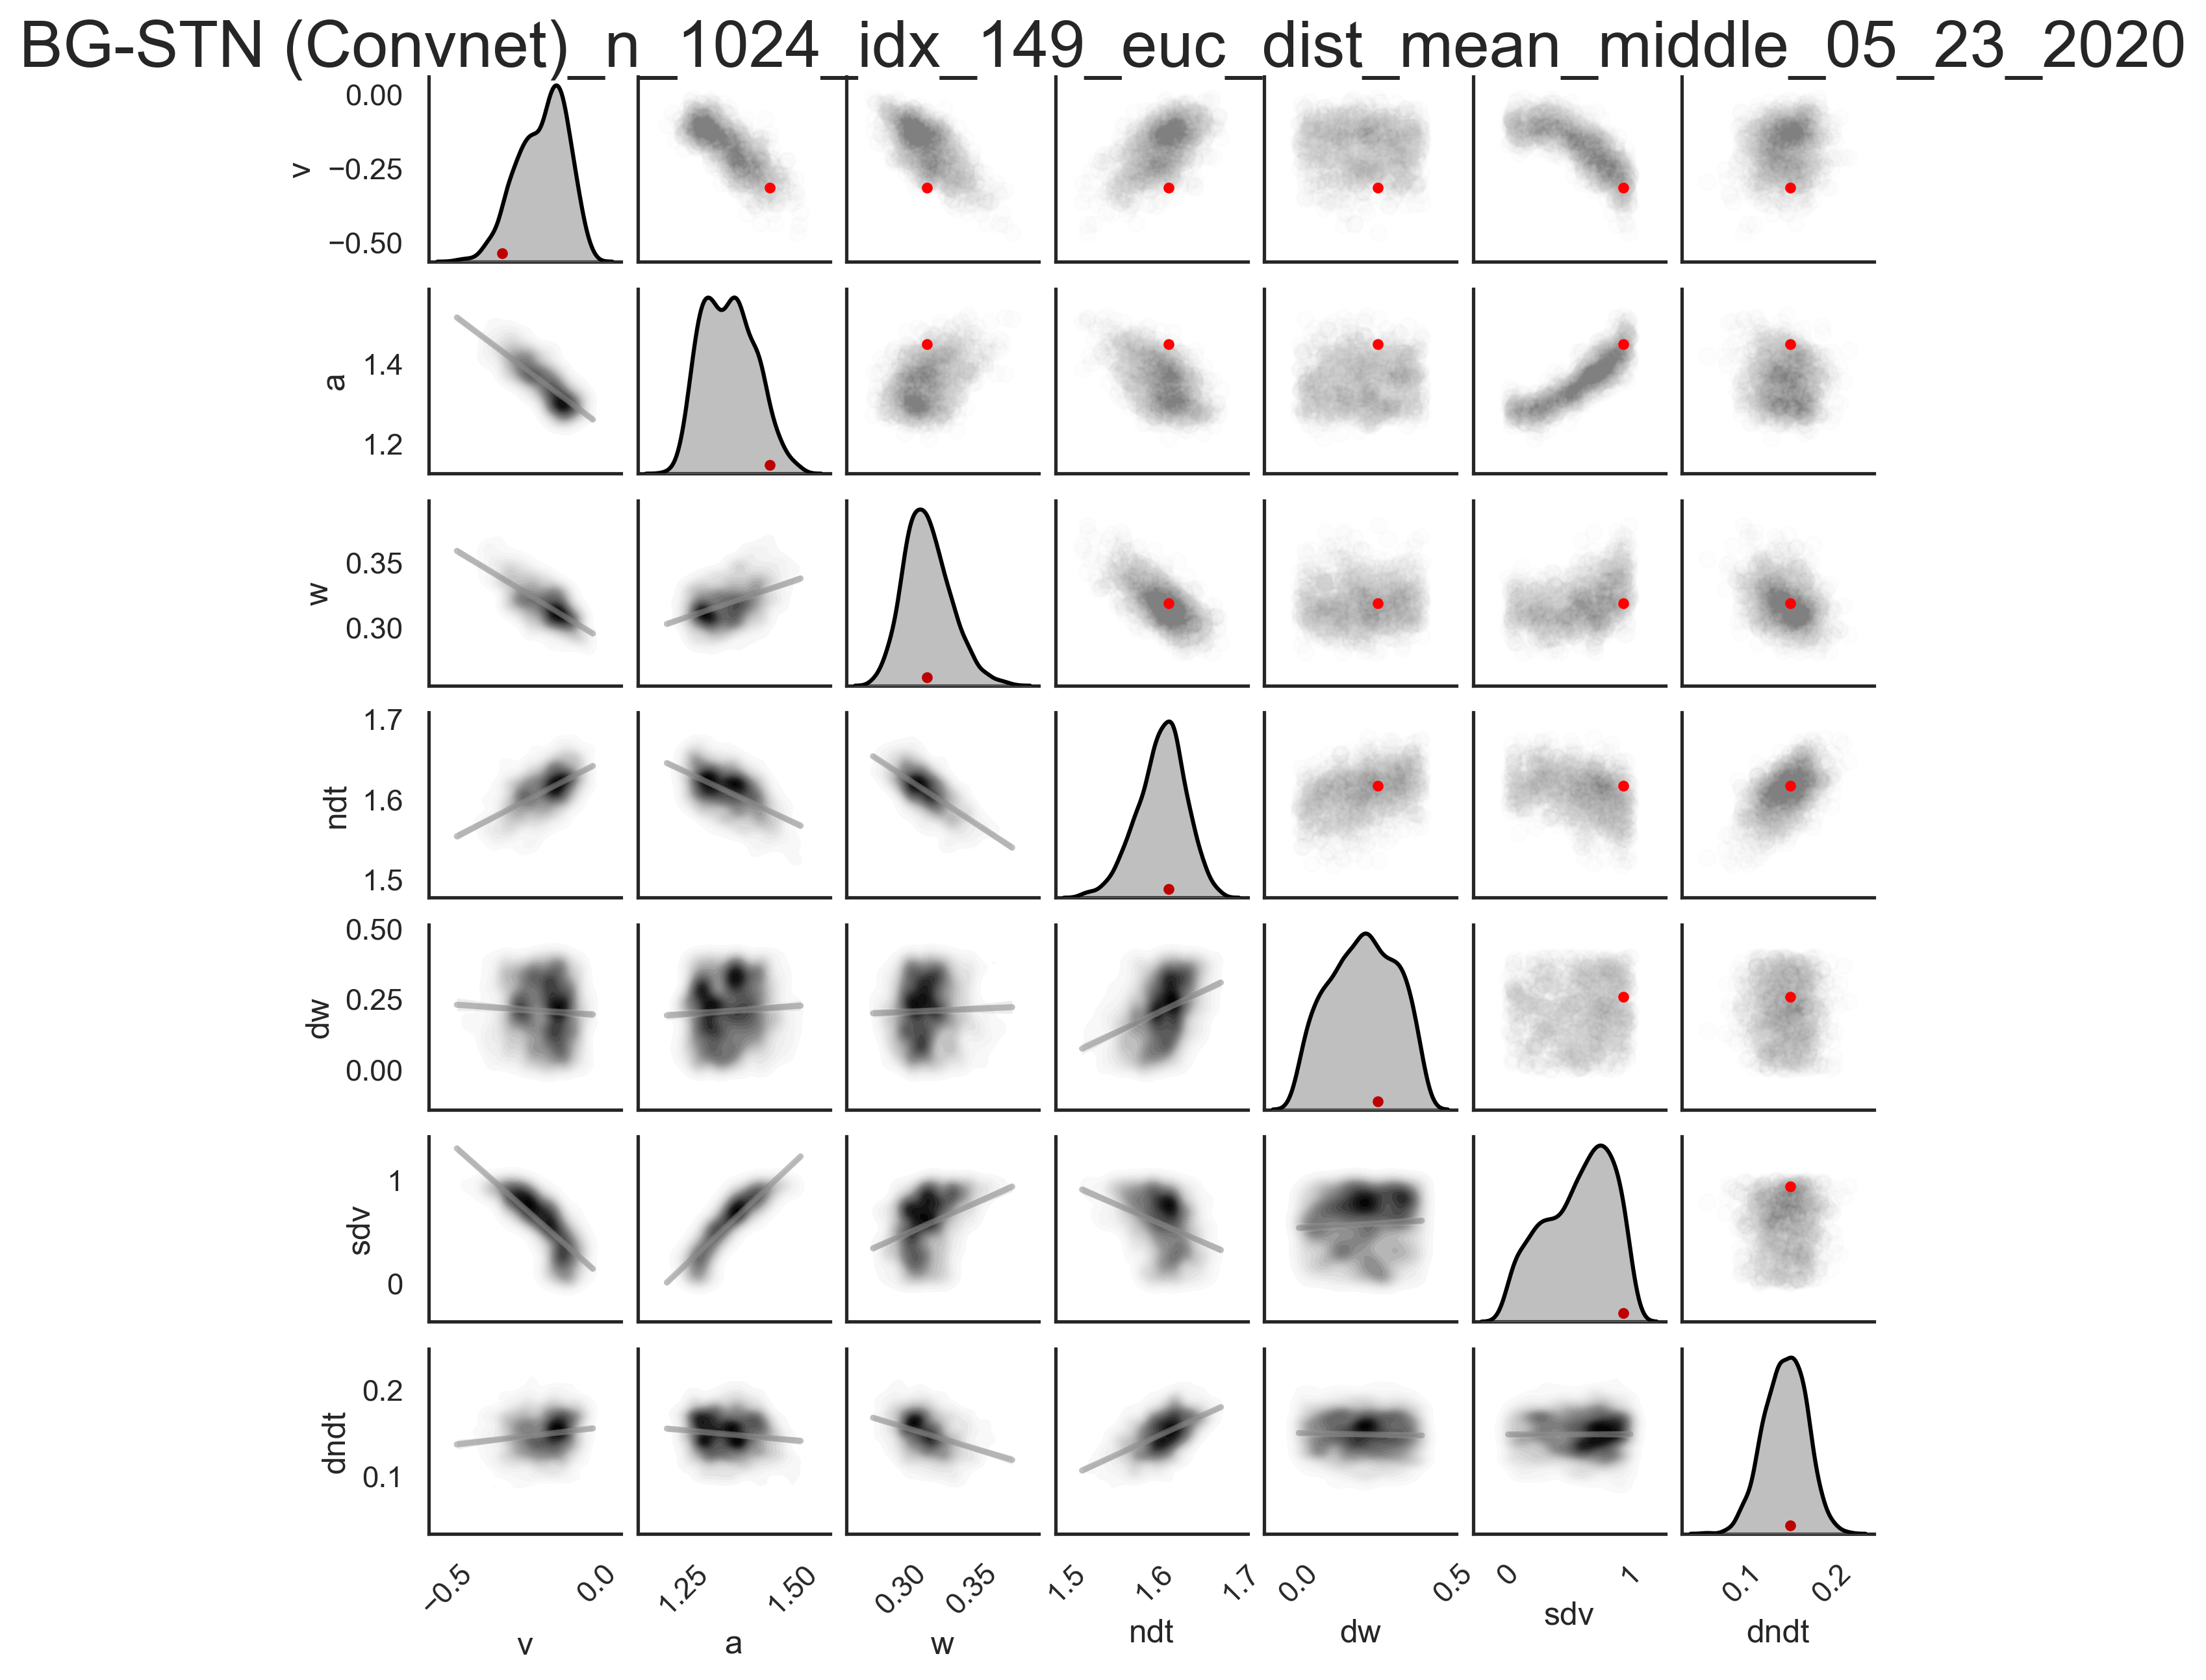 BG-STN (Convnet)_n_1024_idx_149_euc_dist_mean_middle_05_23_2020
0.00
v
−0.25
−0.50
a
1.4
1.2
0.35
w
0.30
1.7
ndt
1.6
1.5
0.50
dw
0.25
0.00
1
sdv
0
0.2
dndt
0.1
−0.5 0.0 1.25 1.50 0.30 0.35 1.5 1.6 1.7 0.0 0.5 0 1 0.1 0.2
v a w ndt dw sdv dndt